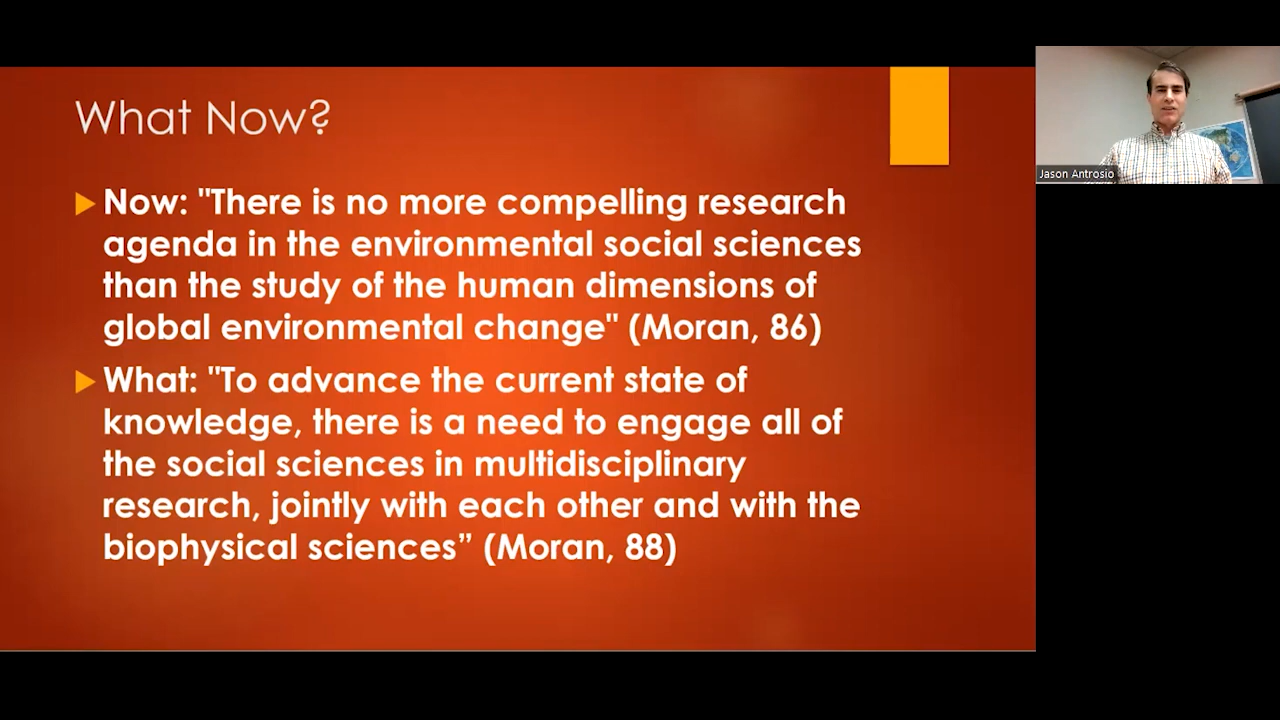 What Now?
Now: "There is no more compelling research
agenda in the environmental social sciences
than the study of the human dimensions of
global environmental change" (Moran, 86)
What: "To advance the current state of
knowledge, there is a need to engage all of
the social sciences in multidisciplinary
research, jointly with each other and with the
biophysical sciences” (Moran, 88)
Jason Antrosio